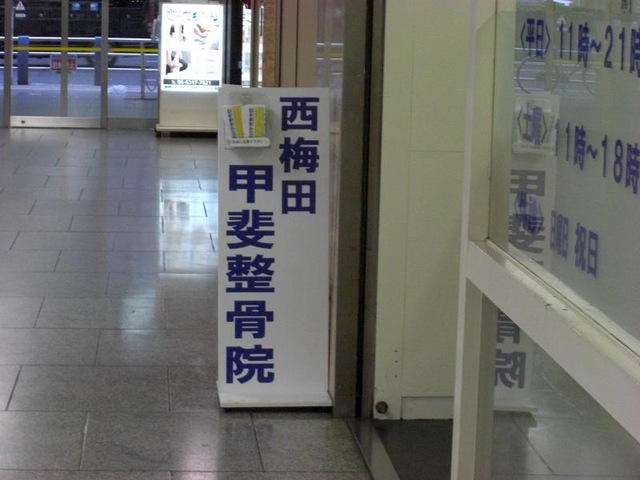 西梅田
甲斐整骨院
〈平日〉 11時~21時
〈土曜〉 11時~18時
日曜日 祝日